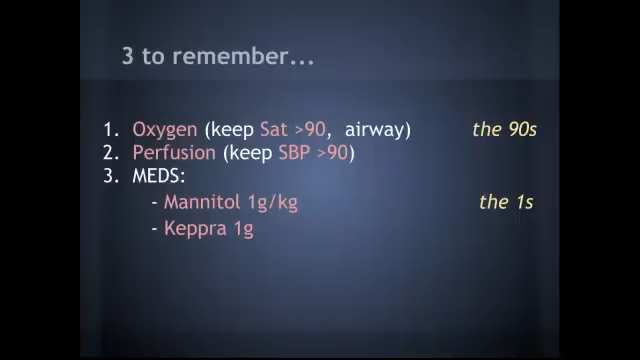 3 to remember...
1. Oxygen (keep Sat >90, airway) the 90s
2. Perfusion (keep SBP >90)
3. MEDS:
- Mannitol 1g/kg the 1s
- Keppra 1g